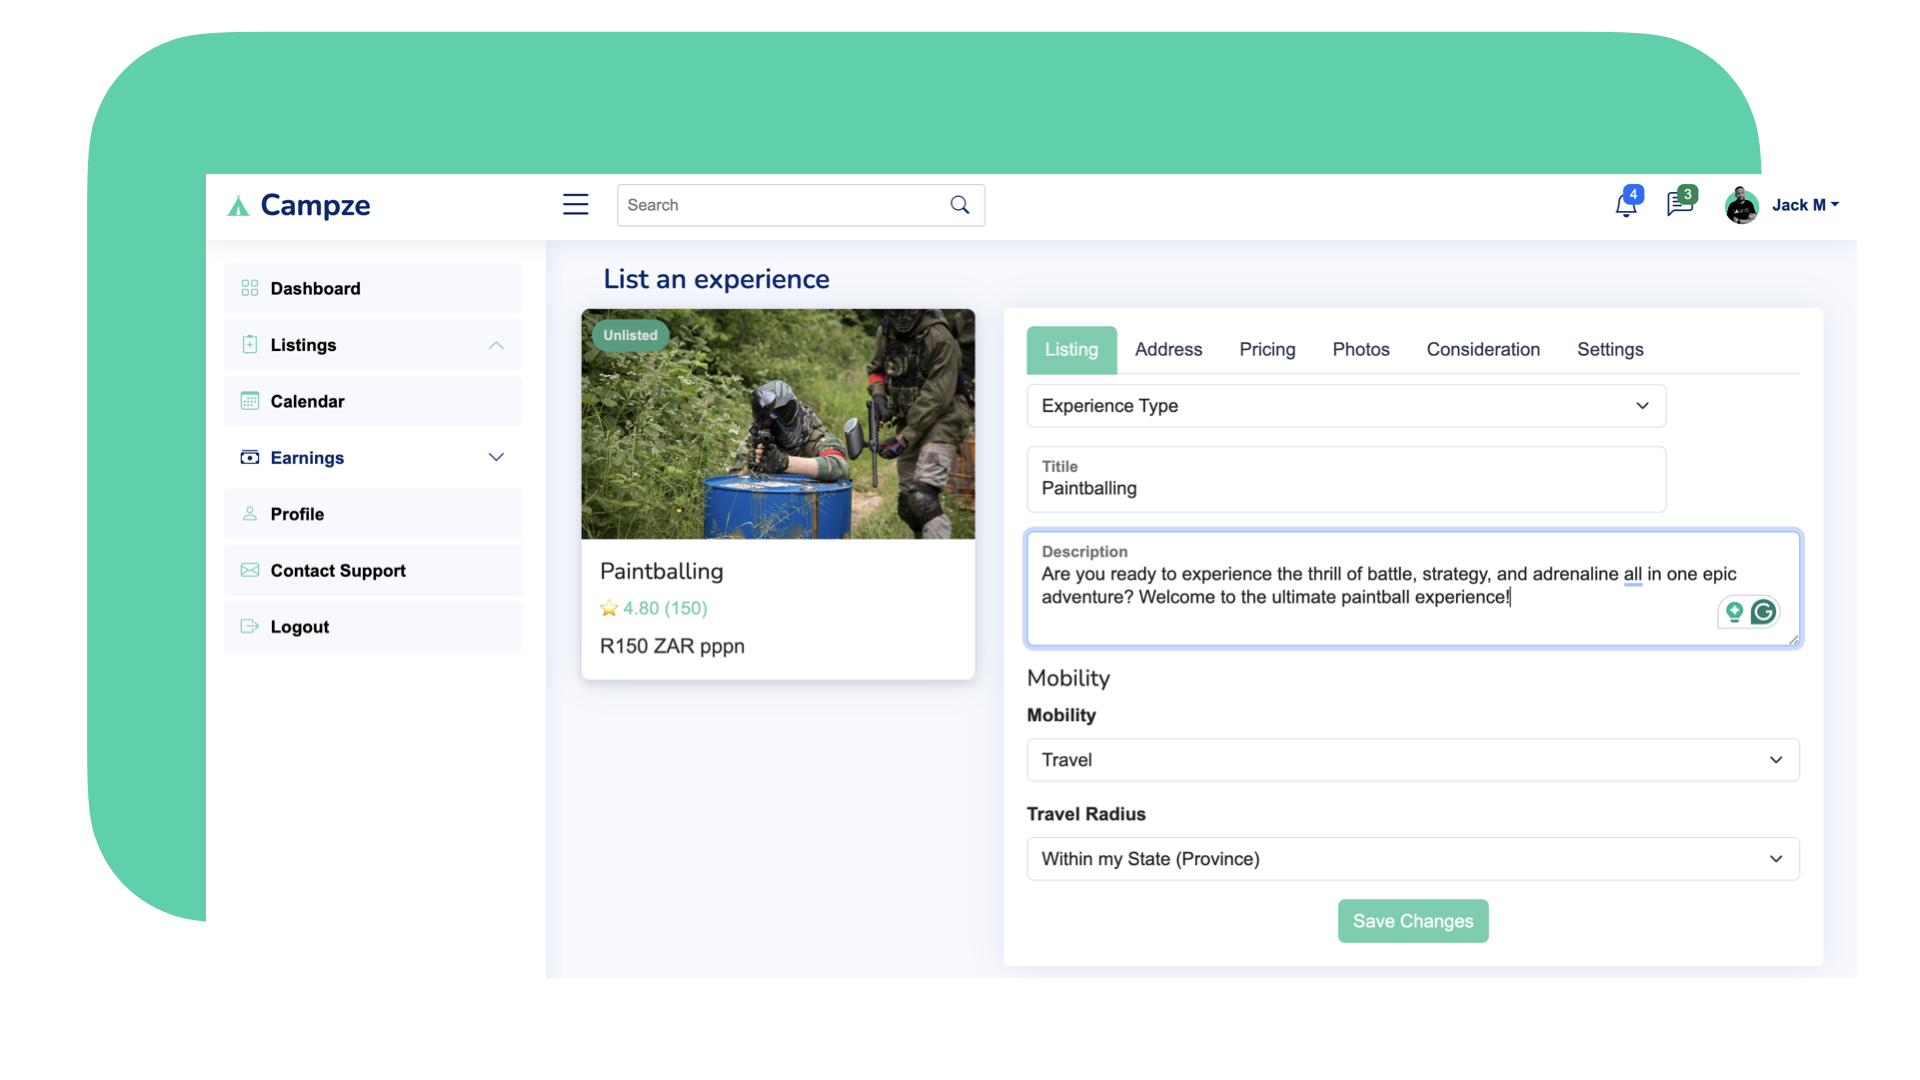 Campze
Search
4
3
Jack M
Dashboard
Listings
Calendar
Earnings
Profile
Contact Support
Logout
List an experience
Unlisted
Paintballing
4.80 (150)
R150 ZAR pppn
Listing Address Pricing Photos Consideration Settings
Experience Type
Titile
Paintballing
Description
Are you ready to experience the thrill of battle, strategy, and adrenaline all in one epic
adventure? Welcome to the ultimate paintball experience!
Mobility
Mobility
Travel
Travel Radius
Within my State (Province)
Save Changes